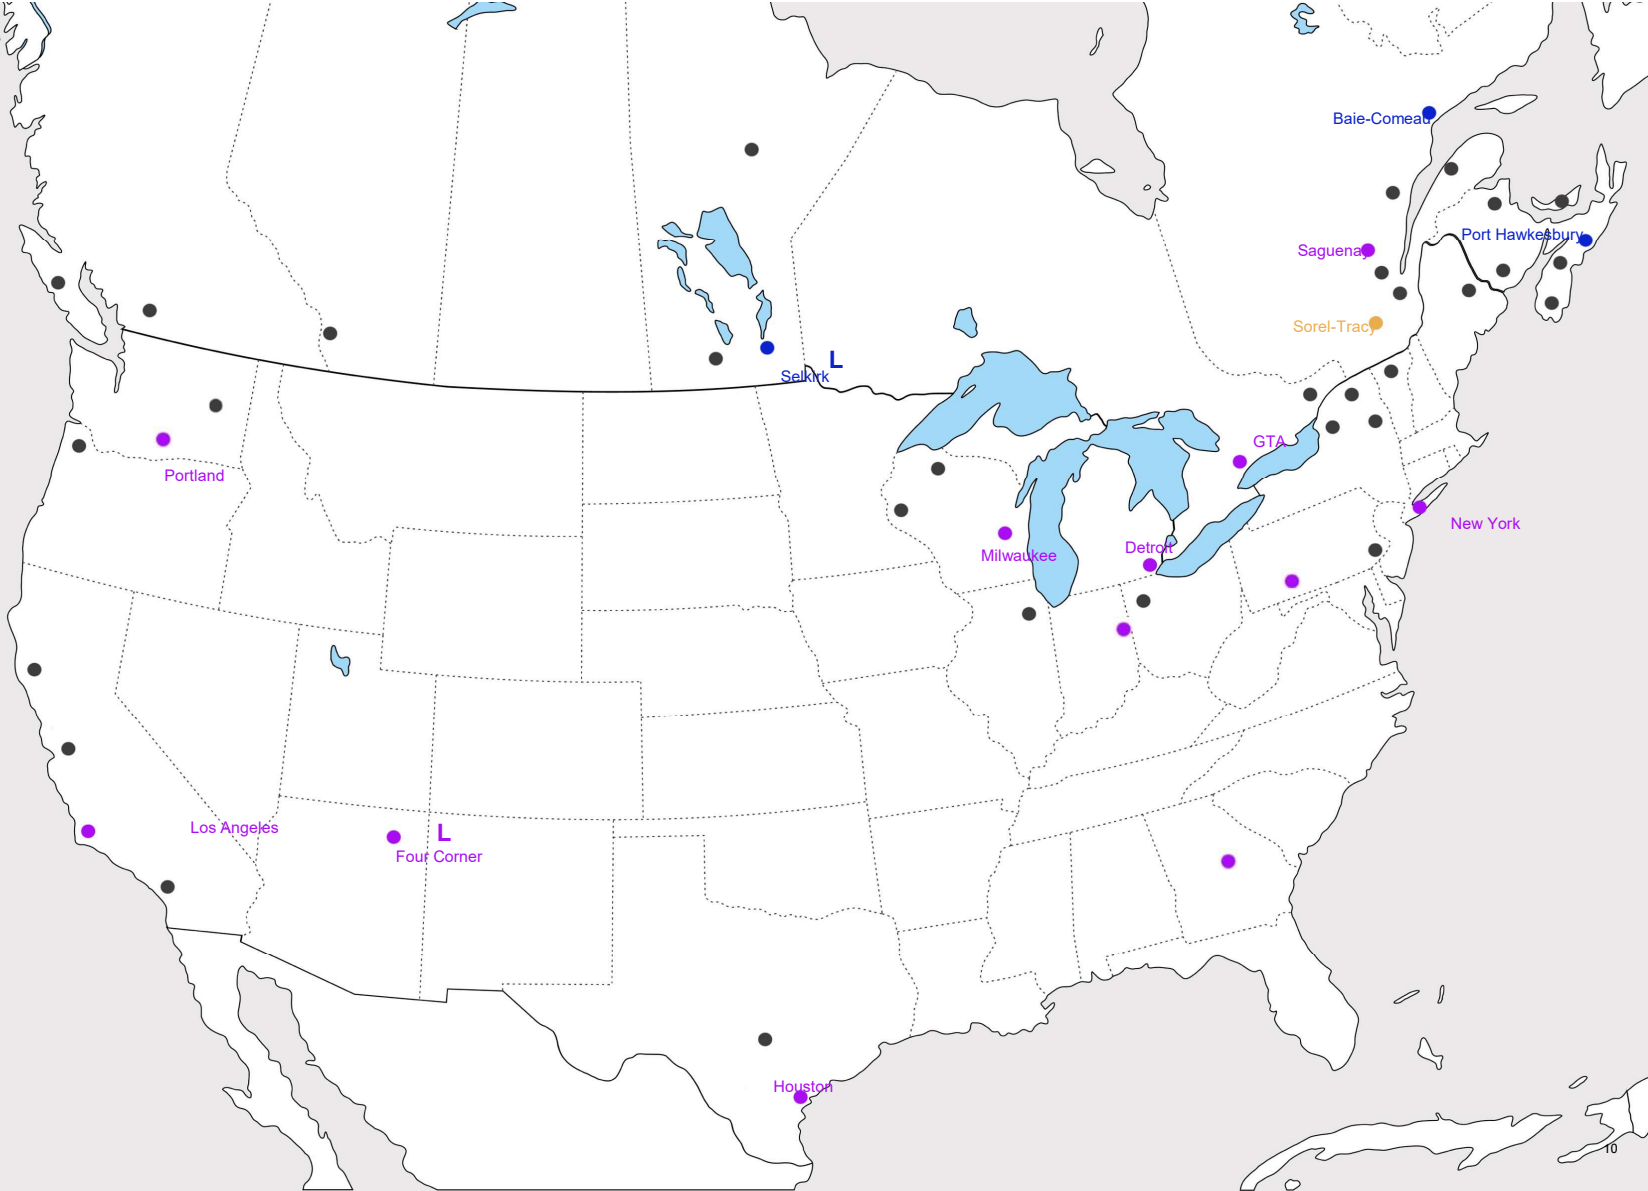 Baie-Comeau
Port Hawkesbury
Saguenay
Sorel-Tracy
L
Selkirk
GTA
Portland
New York
Detroit
Milwaukee
Los Angeles
L
Four Corner
Houston
10